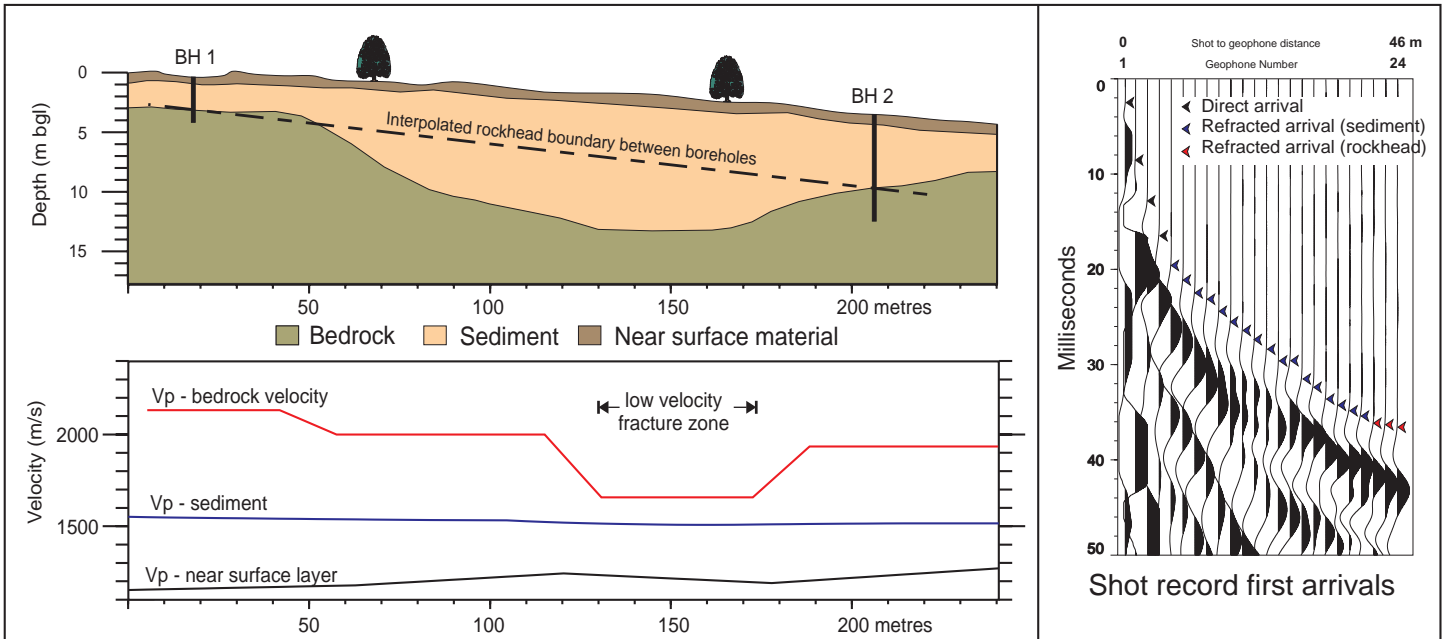 BH 1
BH 2
Depth (m bgl)
0
5
10
15
Interpolated rockhead boundary between boreholes
50
100
150
200 metres
Bedrock
Sediment
Near surface material
Velocity (m/s)
2000
1500
Vp - bedrock velocity
low velocity
fracture zone
Vp - sediment
Vp - near surface layer
50
100
150
200 metres
0 Shot to geophone distance 46 m
1 Geophone Number 24
Milliseconds
0
10
20
30
40
50
Direct arrival
Refracted arrival (sediment)
Refracted arrival (rockhead)
Shot record first arrivals